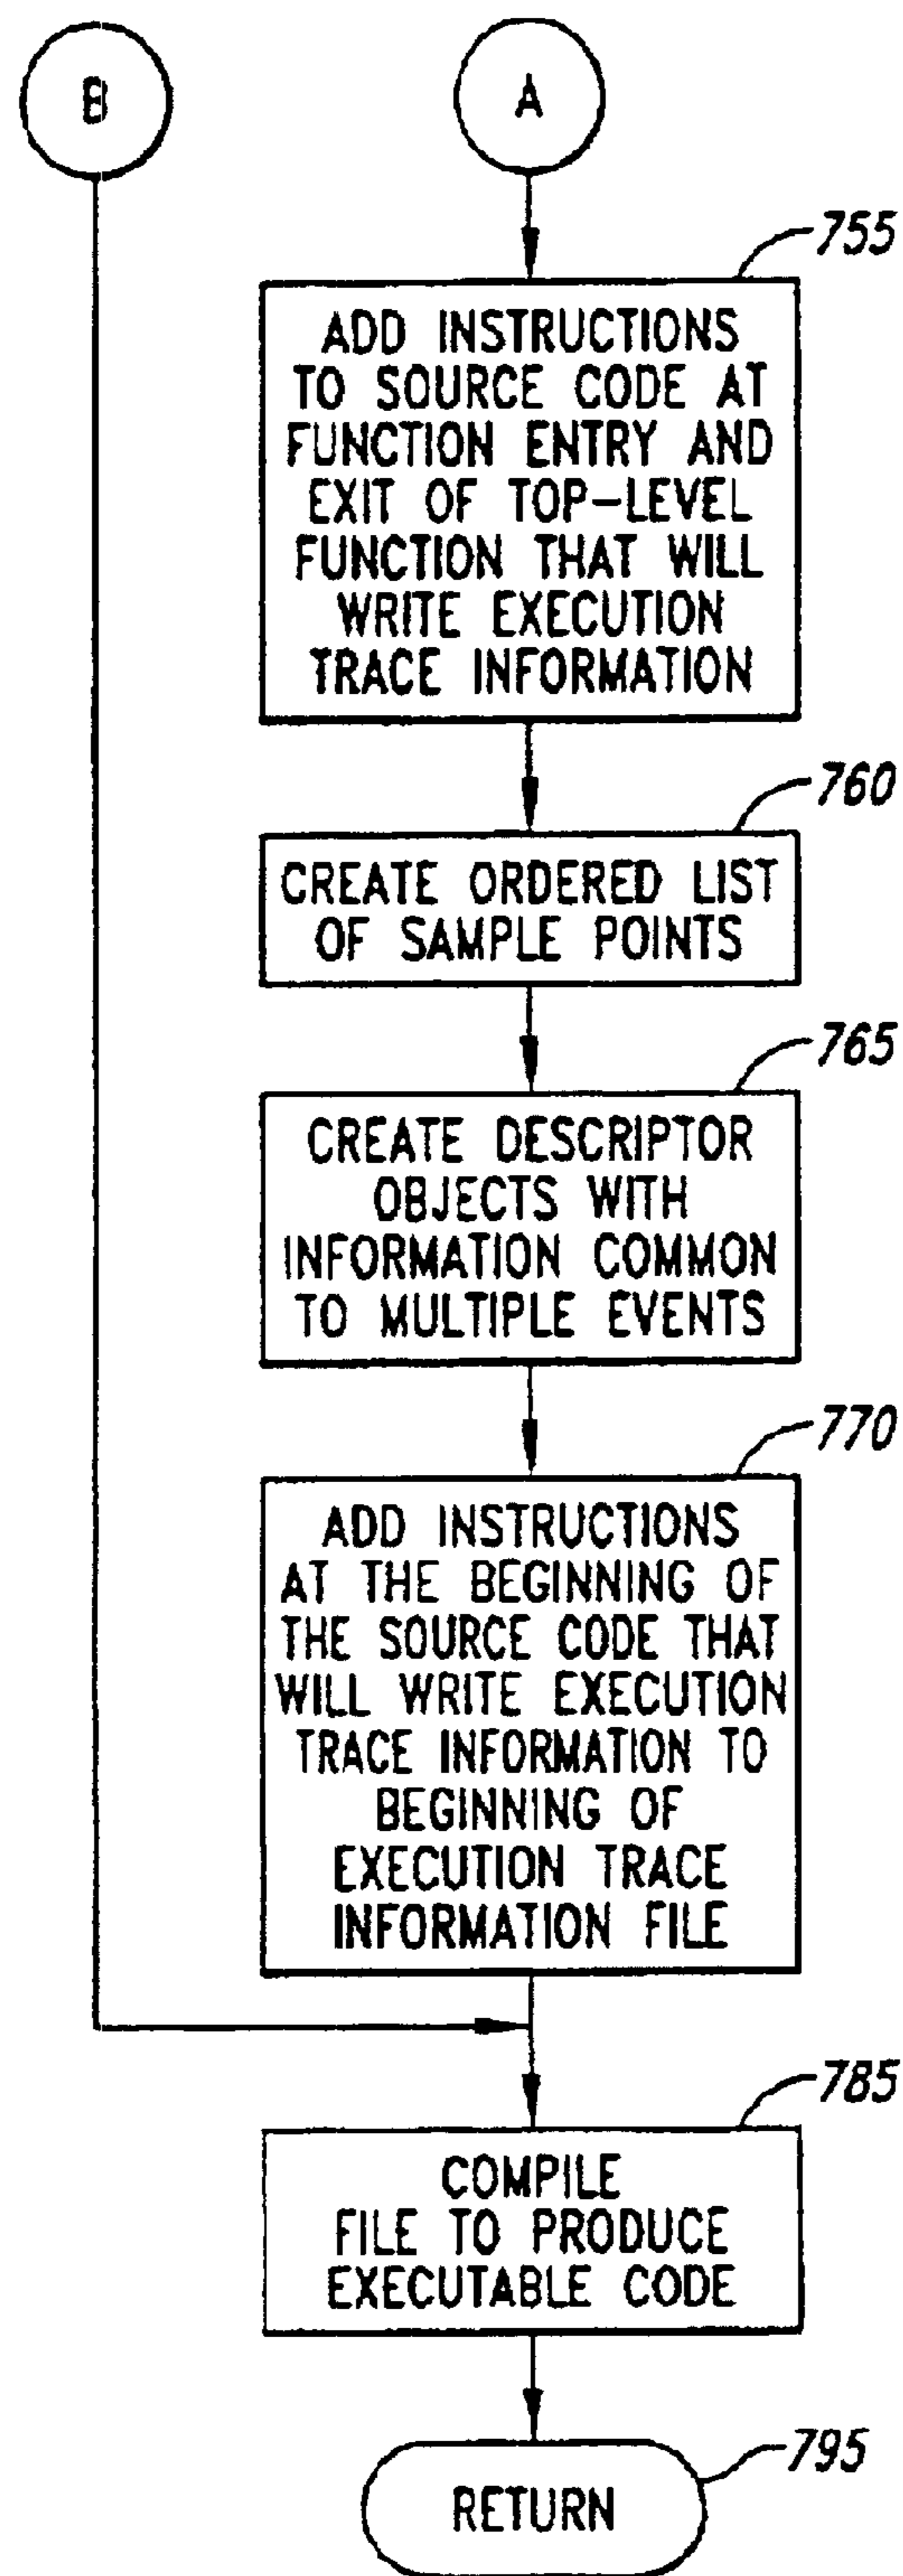 B
A
755
ADD INSTRUCTIONS
TO SOURCE CODE AT
FUNCTION ENTRY AND
EXIT OF TOP-LEVEL
FUNCTION THAT WILL
WRITE EXECUTION
TRACE INFORMATION
760
CREATE ORDERED LIST
OF SAMPLE POINTS
765
CREATE DESCRIPTOR
OBJECTS WITH
INFORMATION COMMON
TO MULTIPLE EVENTS
770
ADD INSTRUCTIONS
AT THE BEGINNING OF
THE SOURCE CODE THAT
WILL WRITE EXECUTION
TRACE INFORMATION TO
BEGINNING OF
EXECUTION TRACE
INFORMATION FILE
785
COMPILE
FILE TO PRODUCE
EXECUTABLE CODE
795
RETURN